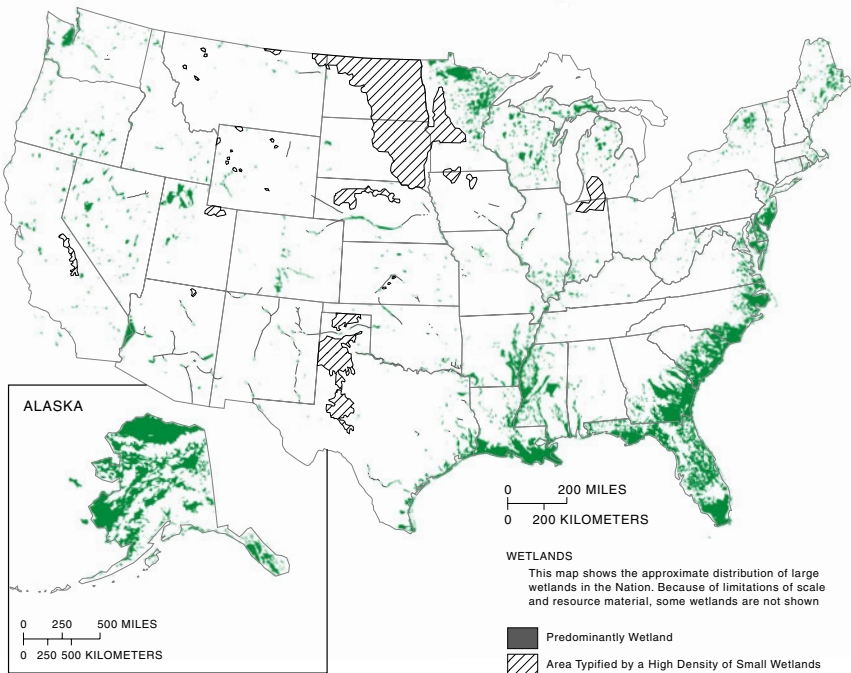 ALASKA
0 200 MILES
0 200 KILOMETERS
WETLANDS
This map shows the approximate distribution of large
wetlands in the Nation. Because of limitations of scale
and resource material, some wetlands are not shown
0 250 500 MILES
0 250 500 KILOMETERS
Predominantly Wetland
Area Typified by a High Density of Small Wetlands